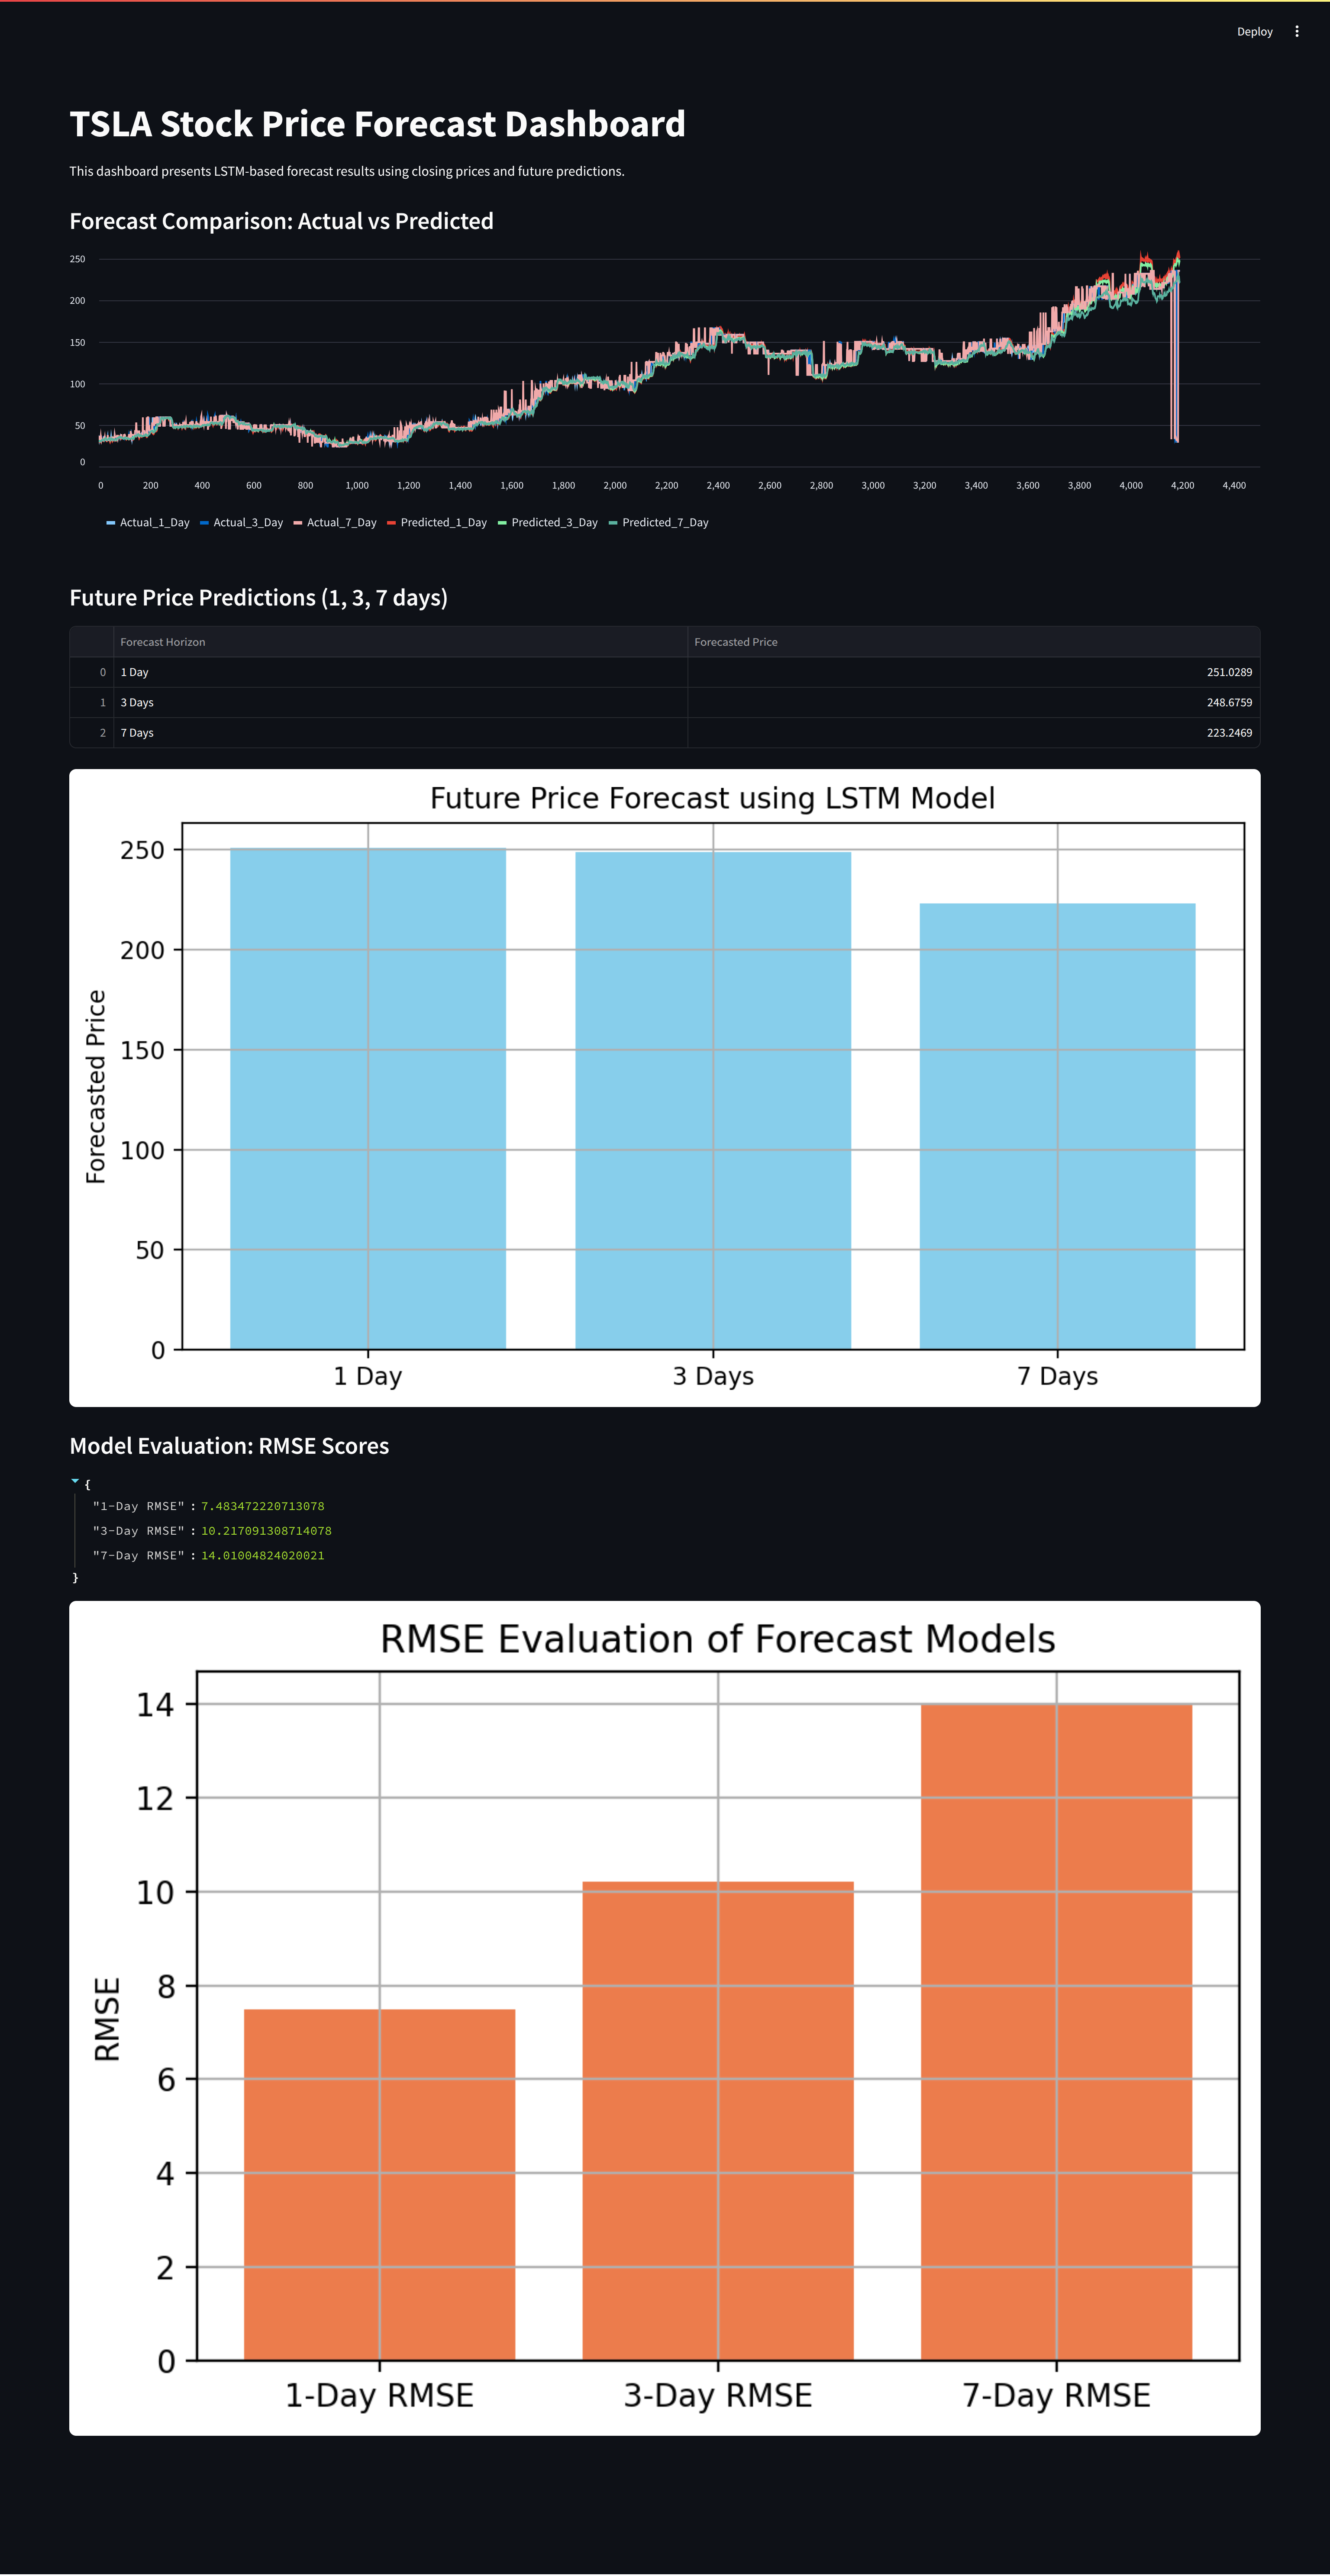 Deploy
TSLA Stock Price Forecast Dashboard
This dashboard presents LSTM-based forecast results using closing prices and future predictions.
Forecast Comparison: Actual vs Predicted
250
200
150
100
50
0
0 200 400 600 800 1,000 1,200 1,400 1,600 1,800 2,000 2,200 2,400 2,600 2,800 3,000 3,200 3,400 3,600 3,800 4,000 4,200 4,400
Actual_1_Day Actual_3_Day Actual_7_Day Predicted_1_Day Predicted_3_Day Predicted_7_Day
Future Price Predictions (1, 3, 7 days)
Forecast Horizon Forecasted Price
0 1 Day 251.0289
1 3 Days 248.6759
2 7 Days 223.2469
Future Price Forecast using LSTM Model
Forecasted Price
250
200
150
100
50
0
1 Day 3 Days 7 Days
Model Evaluation: RMSE Scores
{
"1-Day RMSE" : 7.483472220713078
"3-Day RMSE" : 10.217091308714078
"7-Day RMSE" : 14.01004824020021
}
RMSE Evaluation of Forecast Models
RMSE
14
12
10
8
6
4
2
0
1-Day RMSE 3-Day RMSE 7-Day RMSE